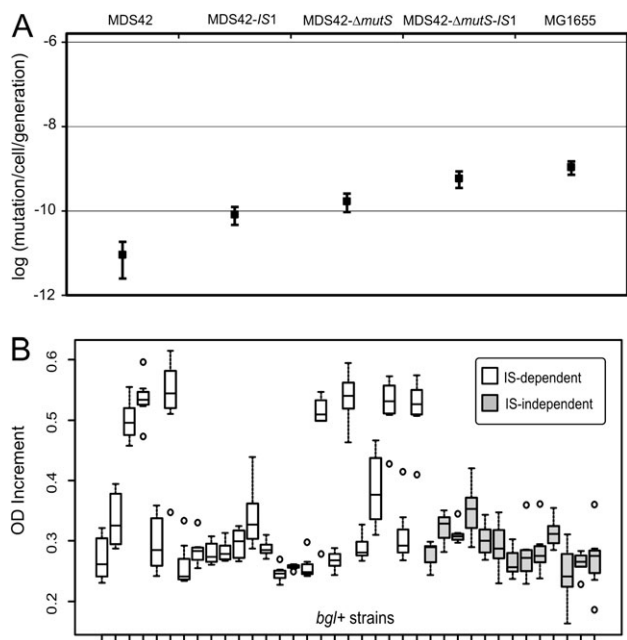 A
MDS42 MDS42-IS1 MDS42-ΔmutS MDS42-ΔmutS-IS1 MG1655
log (mutation/cell/generation)
-6
-8
-10
-12
B
OD Increment
0.6
0.5
0.4
0.3
0.2
IS-dependent
IS-independent
bgl+ strains